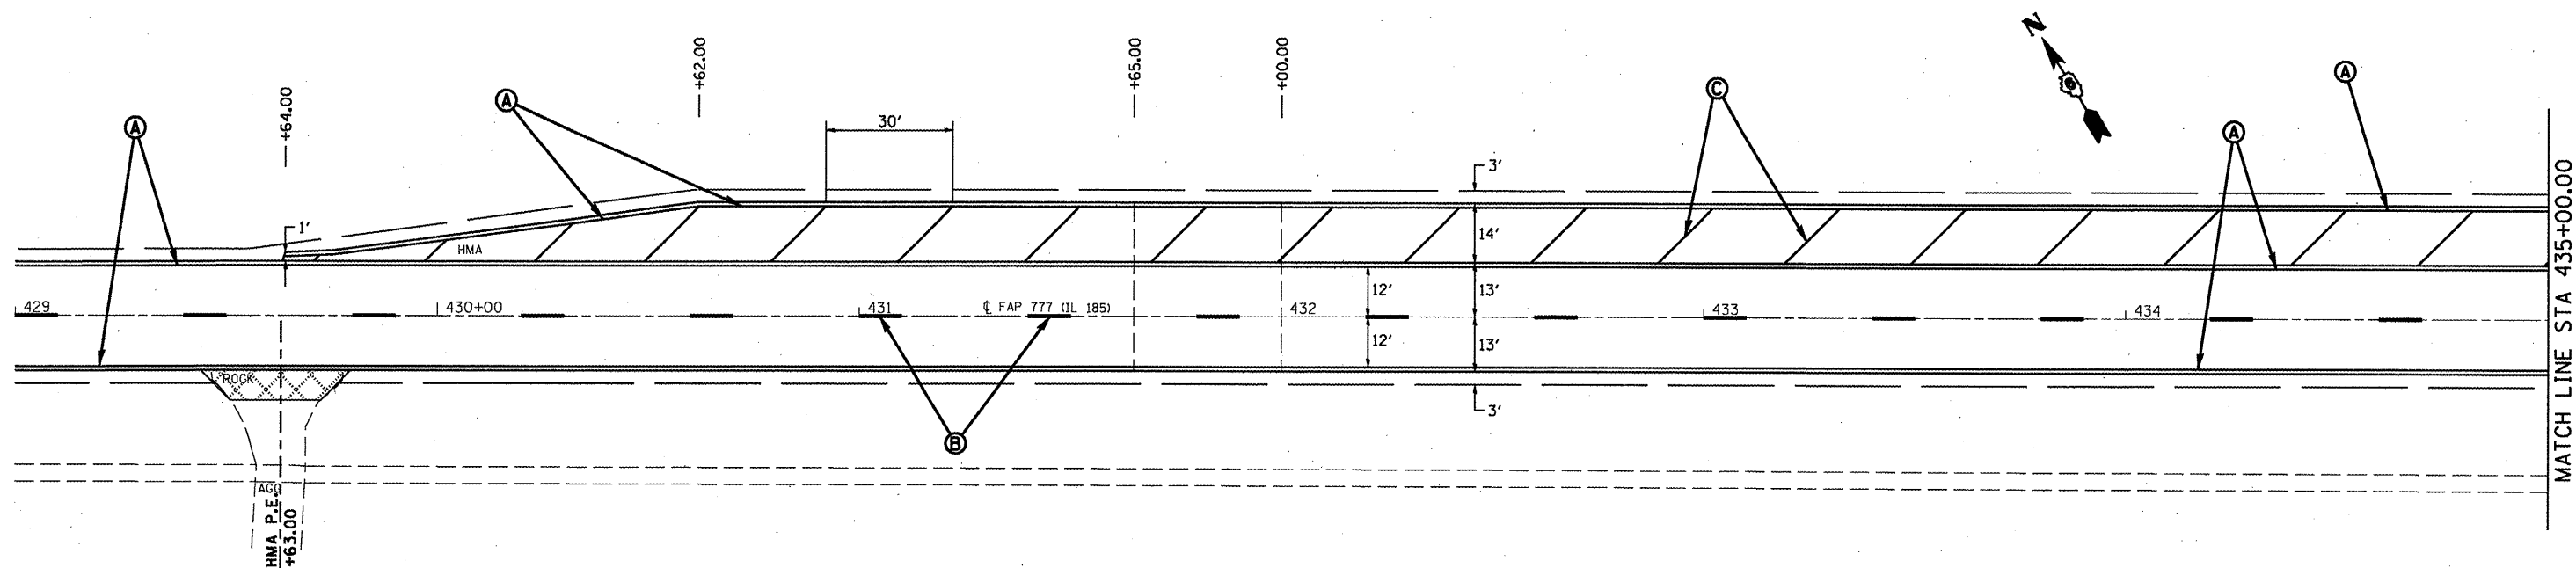 N
+64.00
+62.00
+65.00
+00.00
A
A
C
A
A
30'
3'
1'
HMA
14'
12'
13'
429
430+00
431
℄ FAP 777 (IL 185)
432
433
434
12'
13'
ROCK
3'
B
AGG
HMA P.E.
+63.00
MATCH LINE STA 435+00.00